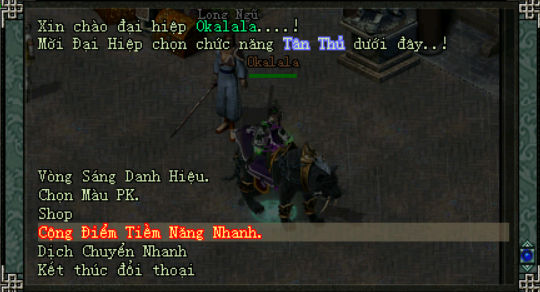 Long Ngũ
Xin chào đại hiệp Okalala....!
Mời Đại Hiệp chọn chức năng Tân Thủ dưới đây..!
Okalala
Vòng Sáng Danh Hiệu.
Chọn Màu PK.
Shop
Cộng Điểm Tiềm Năng Nhanh.
Dịch Chuyển Nhanh
Kết thúc đối thoại